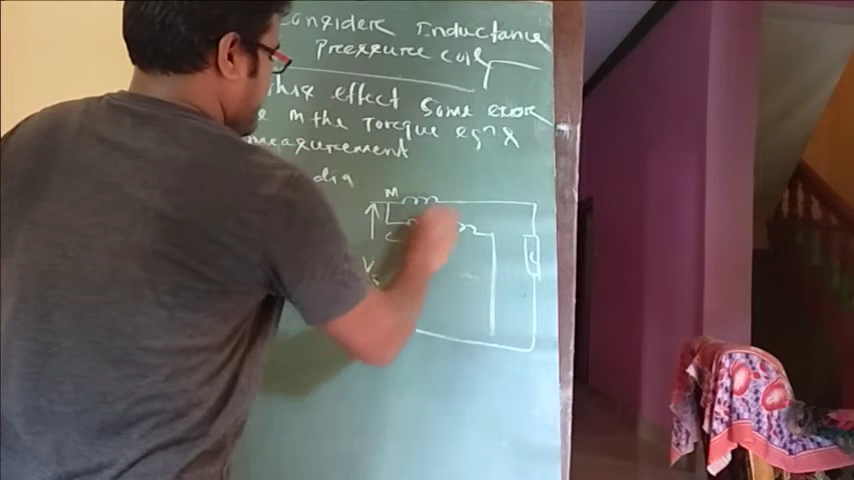 Consider Inductance
Pressure coil
this effect some error
in the Torque eqn &
measurement
dia
M
C
V
L